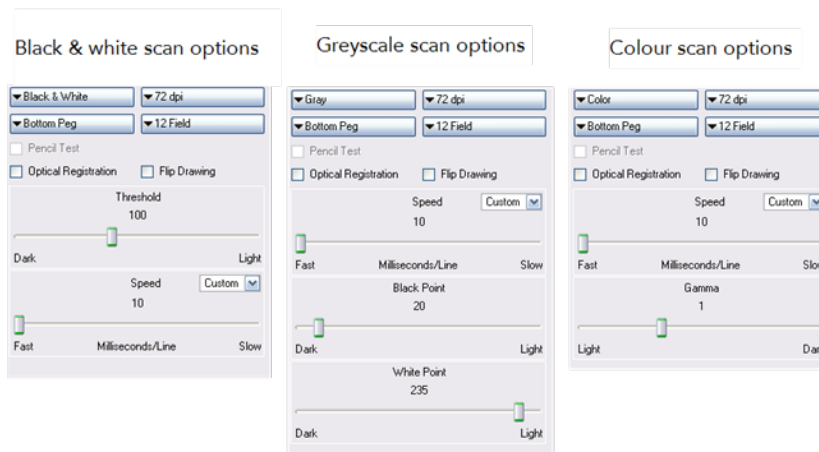 Black & white scan options
Black & White 72 dpi
Bottom Peg 12 Field
Pencil Test
Optical Registration Flip Drawing
Threshold
100
Dark Light
Speed Custom
10
Fast Milliseconds/Line Slow
Greyscale scan options
Gray 72 dpi
Bottom Peg 12 Field
Pencil Test
Optical Registration Flip Drawing
Speed Custom
10
Fast Milliseconds/Line Slow
Black Point
20
Dark Light
White Point
235
Dark Light
Colour scan options
Color 72 dpi
Bottom Peg 12 Field
Pencil Test
Optical Registration Flip Drawing
Speed Custom
10
Fast Milliseconds/Line Slo
Gamma
1
Light Dar